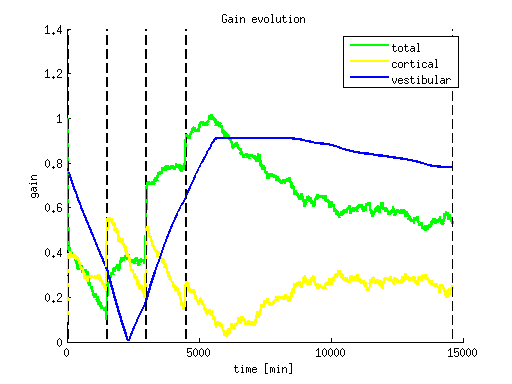 Gain evolution
1.4
1.2
1
0.8
0.6
0.4
0.2
0
gain
total
cortical
vestibular
0
5000
10000
15000
time [min]